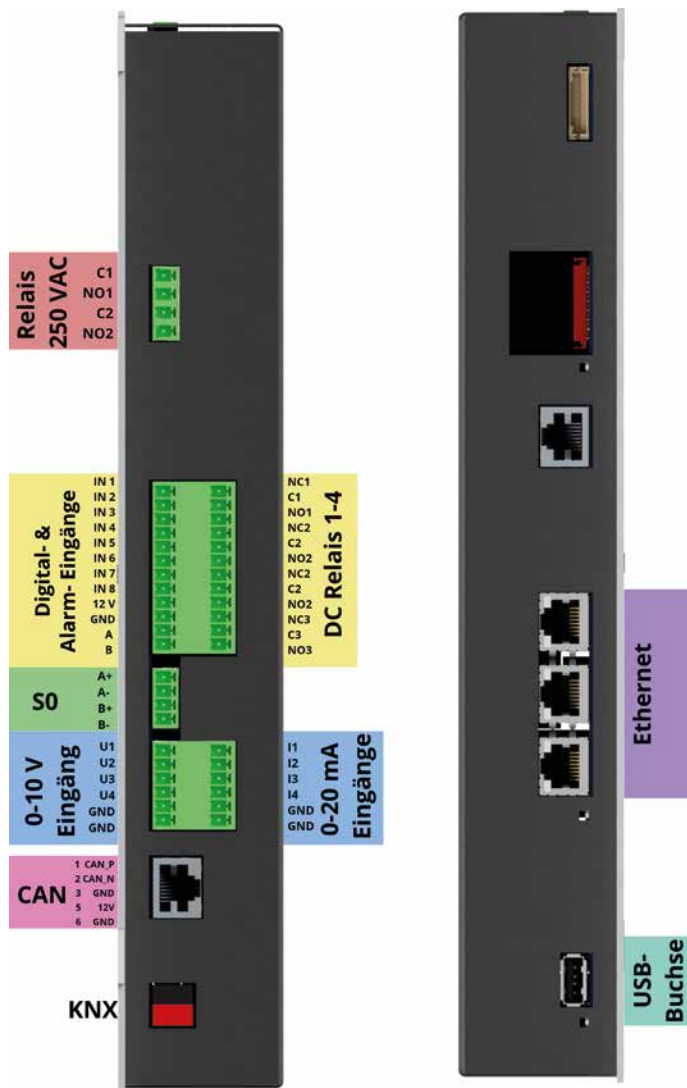 Relais
250 VAC
C1
NO1
C2
NO2
Digital- &
Alarm- Eingänge
IN 1
IN 2
IN 3
IN 4
IN 5
IN 6
IN 7
IN 8
12 V
GND
A
B
NC1
C1
NO1
NC2
C2
NO2
NC2
C2
NO2
NC3
C3
NO3
DC Relais 1-4
S0
A+
A-
B+
B-
0-10 V
Eingäng
U1
U2
U3
U4
GND
GND
I1
I2
I3
I4
GND
GND
0-20 mA
Eingänge
CAN
1 CAN_P
2 CAN_N
3 GND
5 12V
6 GND
KNX
Ethernet
USB-
Buchse